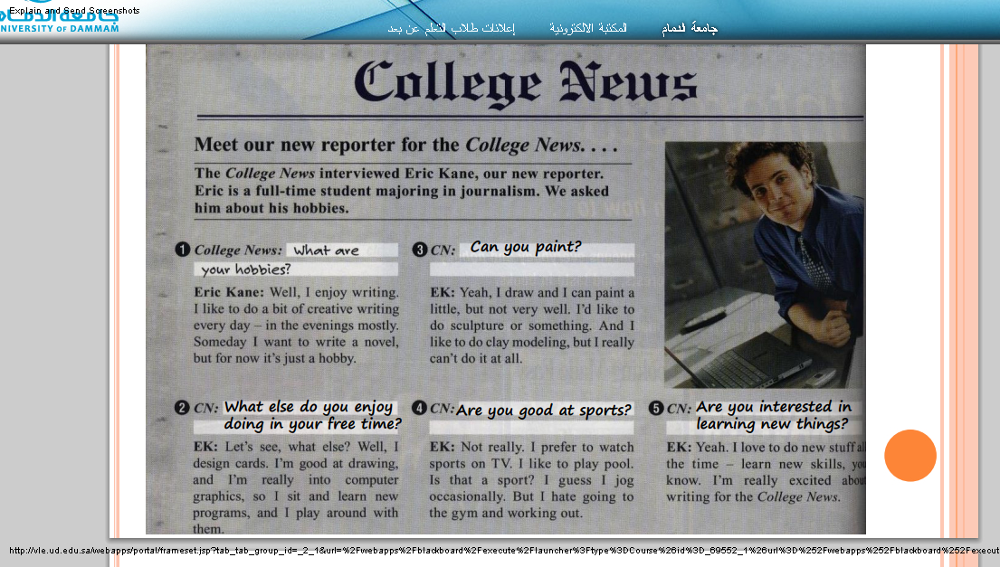 Explain and Send Screenshots
جامعة الدمام
UNIVERSITY OF DAMMAM
جامعة الدمام
المكتبة الالكترونية
إعلانات طلاب التعلم عن بعد
College News
Meet our new reporter for the College News. . . .
The College News interviewed Eric Kane, our new reporter.
Eric is a full-time student majoring in journalism. We asked
him about his hobbies.
1 College News: What are
your hobbies?
Eric Kane: Well, I enjoy writing.
I like to do a bit of creative writing
every day – in the evenings mostly.
Someday I want to write a novel,
but for now it's just a hobby.
2 CN: What else do you enjoy
doing in your free time?
EK: Let's see, what else? Well, I
design cards. I'm good at drawing,
and I'm really into computer
graphics, so I sit and learn new
programs, and I play around with
them.
3 CN: Can you paint?
EK: Yeah, I draw and I can paint a
little, but not very well. I'd like to
do sculpture or something. And I
like to do clay modeling, but I really
can't do it at all.
4 CN: Are you good at sports?
EK: Not really. I prefer to watch
sports on TV. I like to play pool.
Is that a sport? I guess I jog
occasionally. But I hate going to
the gym and working out.
5 CN: Are you interested in
learning new things?
EK: Yeah. I love to do new stuff all
the time – learn new skills, you
know. I'm really excited about
writing for the College News.
http://vle.ud.edu.sa/webapps/portal/frameset.jsp?tab_tab_group_id=_2_1&url=%2Fwebapps%2Fblackboard%2Fexecute%2Flauncher%3Ftype%3DCourse%26id%3D_69552_1%26url%3D%252Fwebapps%252Fblackboard%252Fexecut